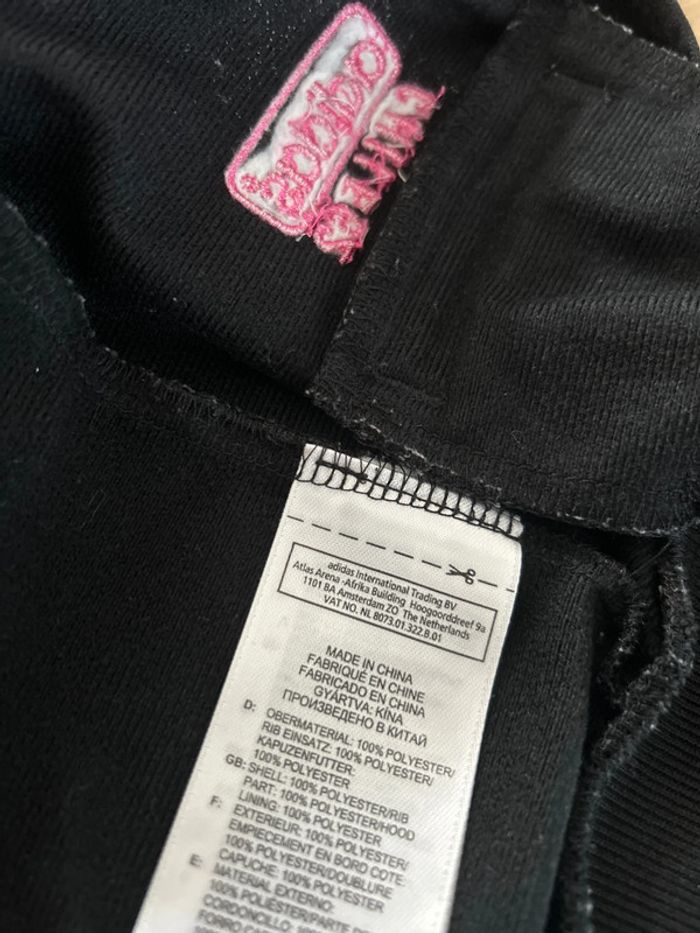 adidas International Trading BV
Atlas Arena -Afrika Building Hoogoorddreef 9a
1101 BA Amsterdam ZO The Netherlands
VAT NO. NL 8073.01.322.B.01
MADE IN CHINA
FABRIQUÉ EN CHINE
FABRICADO EN CHINA
GYÁRTVA: KÍNA
ПРОИЗВЕДЕНО В КИТАЙ
D: OBERMATERIAL: 100% POLYESTER/
RIB EINSATZ: 100% POLYESTER/
KAPUZENFUTTER:
100% POLYESTER
GB: SHELL: 100% POLYESTER/RIB
PART: 100% POLYESTER/HOOD
LINING: 100% POLYESTER
F: EXTERIEUR: 100% POLYESTER/
EMPIECEMENT EN BORD COTE:
100% POLYESTER/DOUBLURE
CAPUCHE: 100% POLYESTER
E: MATERIAL EXTERNO:
100% POLIÉSTER/PARTE DE
CORDONCILLO: 100%
FORRO